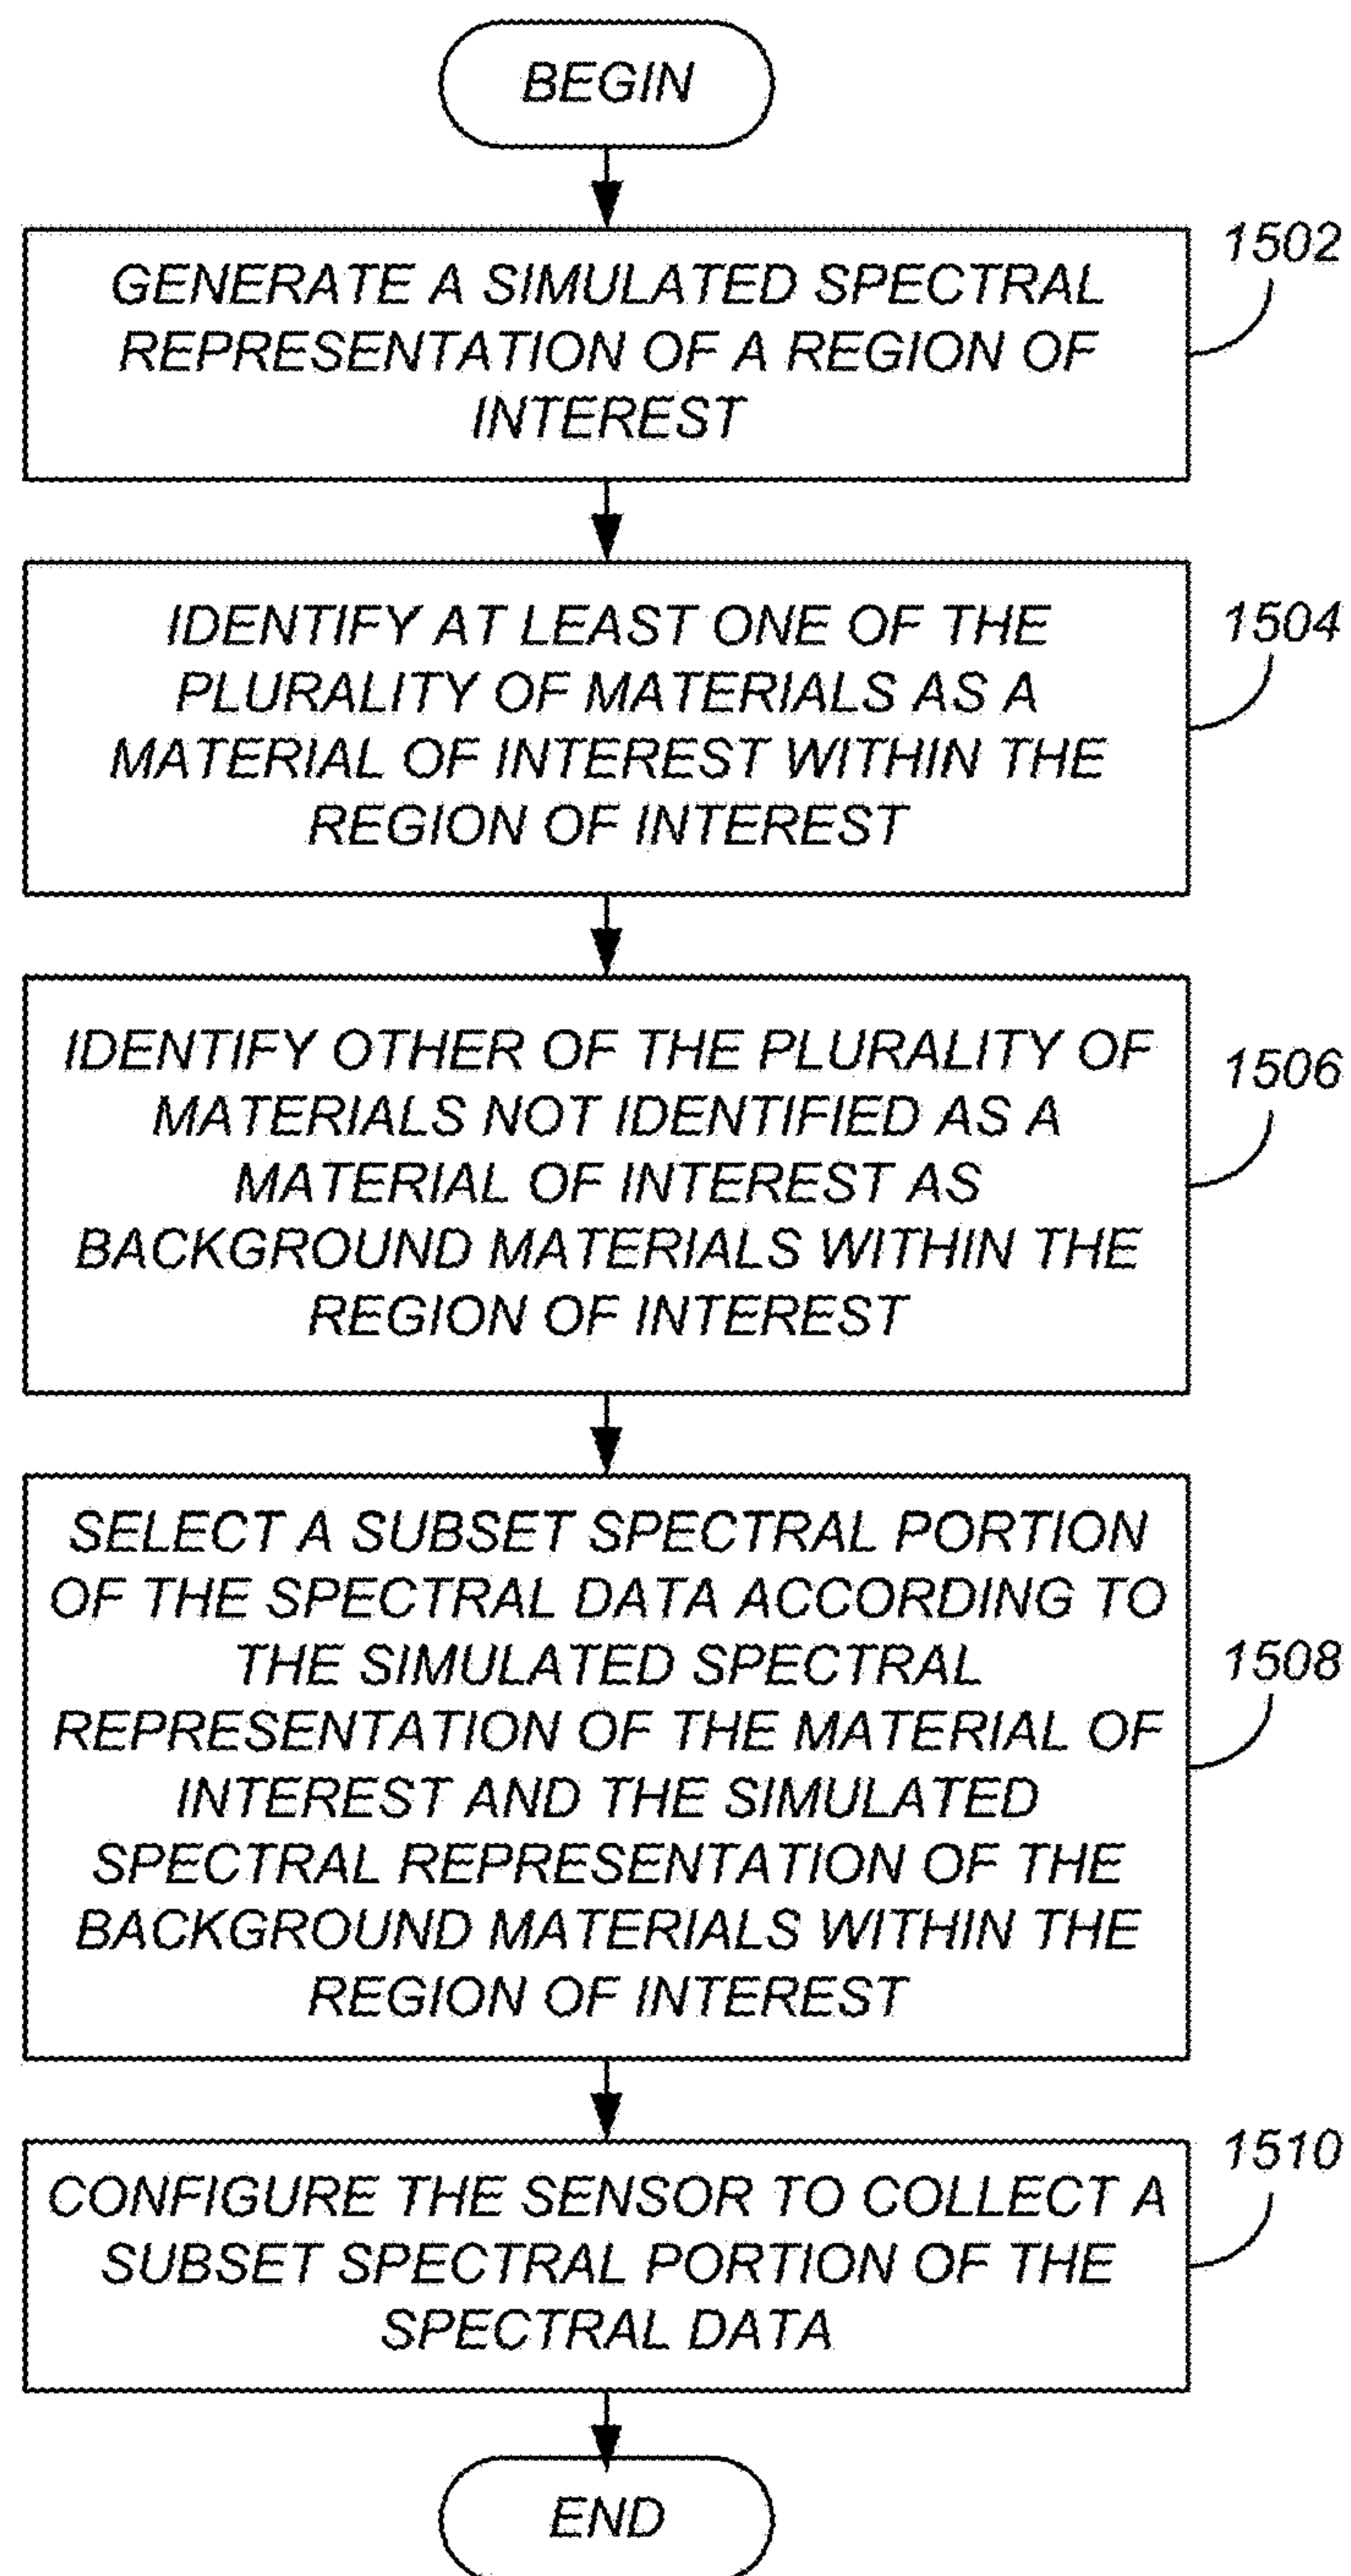 BEGIN
GENERATE A SIMULATED SPECTRAL
REPRESENTATION OF A REGION OF
INTEREST
1502
IDENTIFY AT LEAST ONE OF THE
PLURALITY OF MATERIALS AS A
MATERIAL OF INTEREST WITHIN THE
REGION OF INTEREST
1504
IDENTIFY OTHER OF THE PLURALITY OF
MATERIALS NOT IDENTIFIED AS A
MATERIAL OF INTEREST AS
BACKGROUND MATERIALS WITHIN THE
REGION OF INTEREST
1506
SELECT A SUBSET SPECTRAL PORTION
OF THE SPECTRAL DATA ACCORDING TO
THE SIMULATED SPECTRAL
REPRESENTATION OF THE MATERIAL OF
INTEREST AND THE SIMULATED
SPECTRAL REPRESENTATION OF THE
BACKGROUND MATERIALS WITHIN THE
REGION OF INTEREST
1508
CONFIGURE THE SENSOR TO COLLECT A
SUBSET SPECTRAL PORTION OF THE
SPECTRAL DATA
1510
END